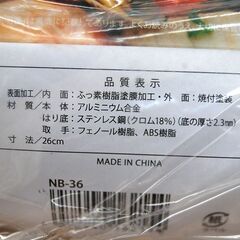 品質表示
表面加工／内　面：ふっ素樹脂塗膜加工・外　面：焼付塗装
材　　料／本　体：アルミニウム合金
はり底：ステンレス鋼（クロム18%）（底の厚さ2.3mm）
取　手：フェノール樹脂、ABS樹脂
寸　法／26cm
MADE IN CHINA
NB-36